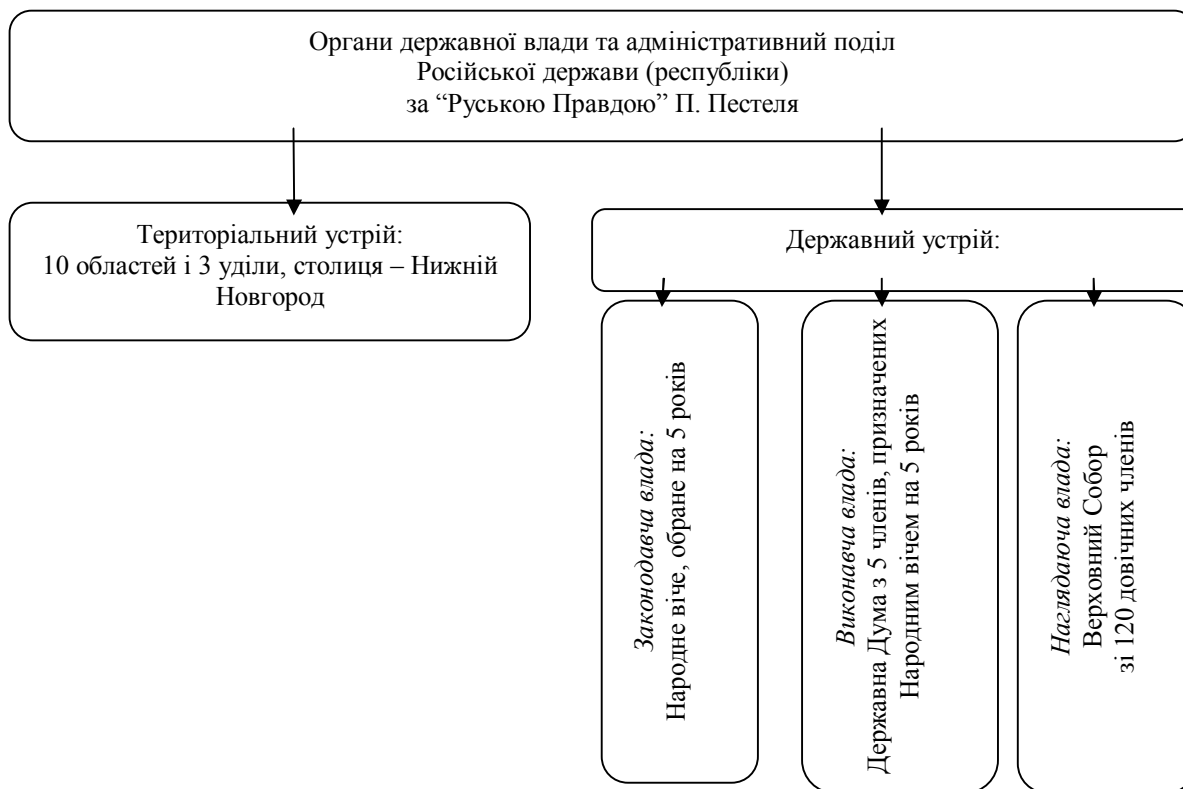 Органи державної влади та адміністративний поділ
Російської держави (республіки)
за “Руською Правдою” П. Пестеля
Територіальний устрій:
10 областей і 3 уділи, столиця – Нижній
Новгород
Державний устрій:
Законодавча влада:
Народне віче, обране на 5 років
Виконавча влада:
Державна Дума з 5 членів, призначених
Народним вічем на 5 років
Наглядаюча влада:
Верховний Собор
зі 120 довічних членів